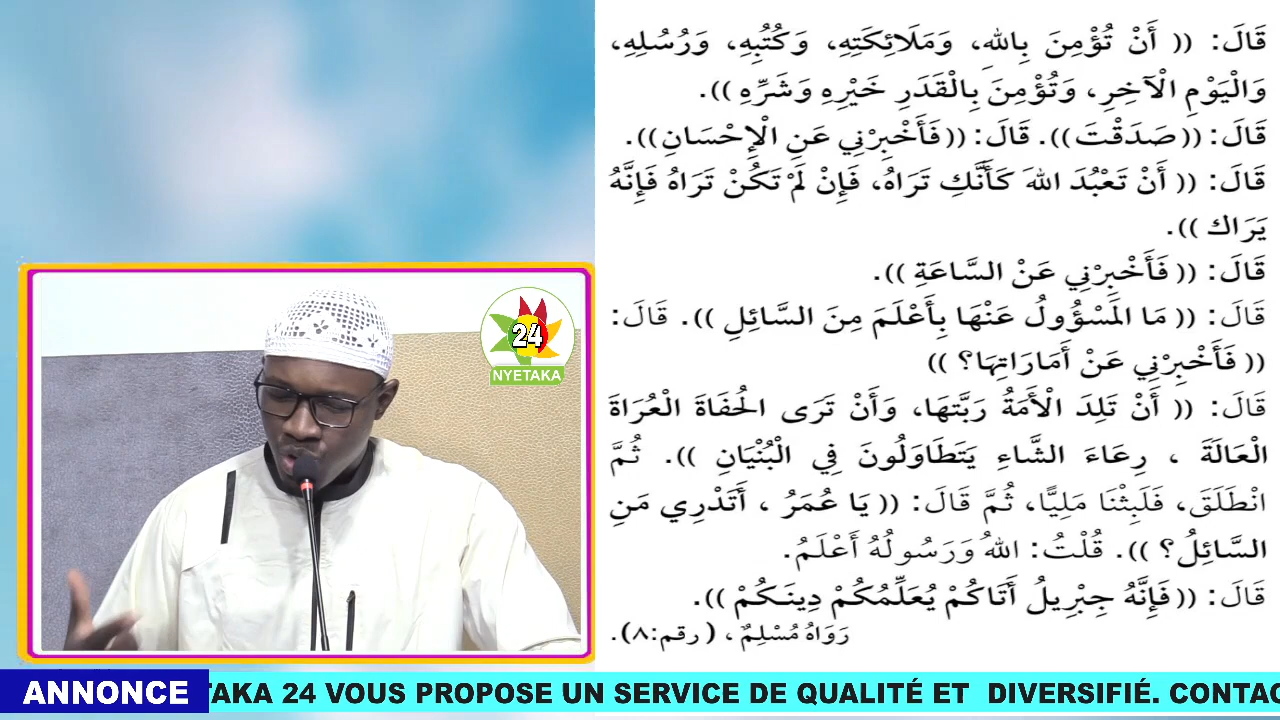 قَالَ: (( أَنْ تُؤْمِنَ بِاللهِ، وَمَلَائِكَتِهِ، وَكُتُبِهِ، وَرُسُلِهِ،
وَالْيَوْمِ الْآخِرِ، وَتُؤْمِنَ بِالْقَدَرِ خَيْرِهِ وَشَرِّهِ )).
قَالَ: (( صَدَقْتَ )). قَالَ: (( فَأَخْبِرْنِي عَنِ الْإِحْسَانِ )).
قَالَ: (( أَنْ تَعْبُدَ اللهَ كَأَنَّكَ تَرَاهُ، فَإِنْ لَمْ تَكُنْ تَرَاهُ فَإِنَّهُ
يَرَاك )).
قَالَ: (( فَأَخْبِرْنِي عَنْ السَّاعَةِ )).
قَالَ: (( مَا المَسْؤُولُ عَنْهَا بِأَعْلَمَ مِنَ السَّائِلِ )). قَالَ:
(( فَأَخْبِرْنِي عَنْ أَمَارَاتِهَا؟ ))
قَالَ: (( أَنْ تَلِدَ الْأَمَةُ رَبَّتهَا، وَأَنْ تَرَى الحُفَاةَ الْعُرَاةَ
الْعَالَةَ ، رِعَاءَ الشَّاءِ يَتَطَاوَلُونَ فِي الْبُنْيَانِ )). ثُمَّ
انْطَلَقَ، فَلَبِثْنَا مَلِيًّا، ثُمَّ قَالَ: (( يَا عُمَرُ ، أَتَدْرِي مَنِ
السَّائِلُ؟ )). قُلْتُ: اللهُ وَرَسُولُهُ أَعْلَمُ.
قَالَ: (( فَإِنَّهُ جِبْرِيلُ أَتَاكُمْ يُعَلِّمُكُمْ دِينَكُمْ )).
رَوَاهُ مُسْلِمٌ ، ( رقم:٨).
24
NYETAKA
ANNONCE
TAKA 24 VOUS PROPOSE UN SERVICE DE QUALITÉ ET DIVERSIFIÉ. CONTAC